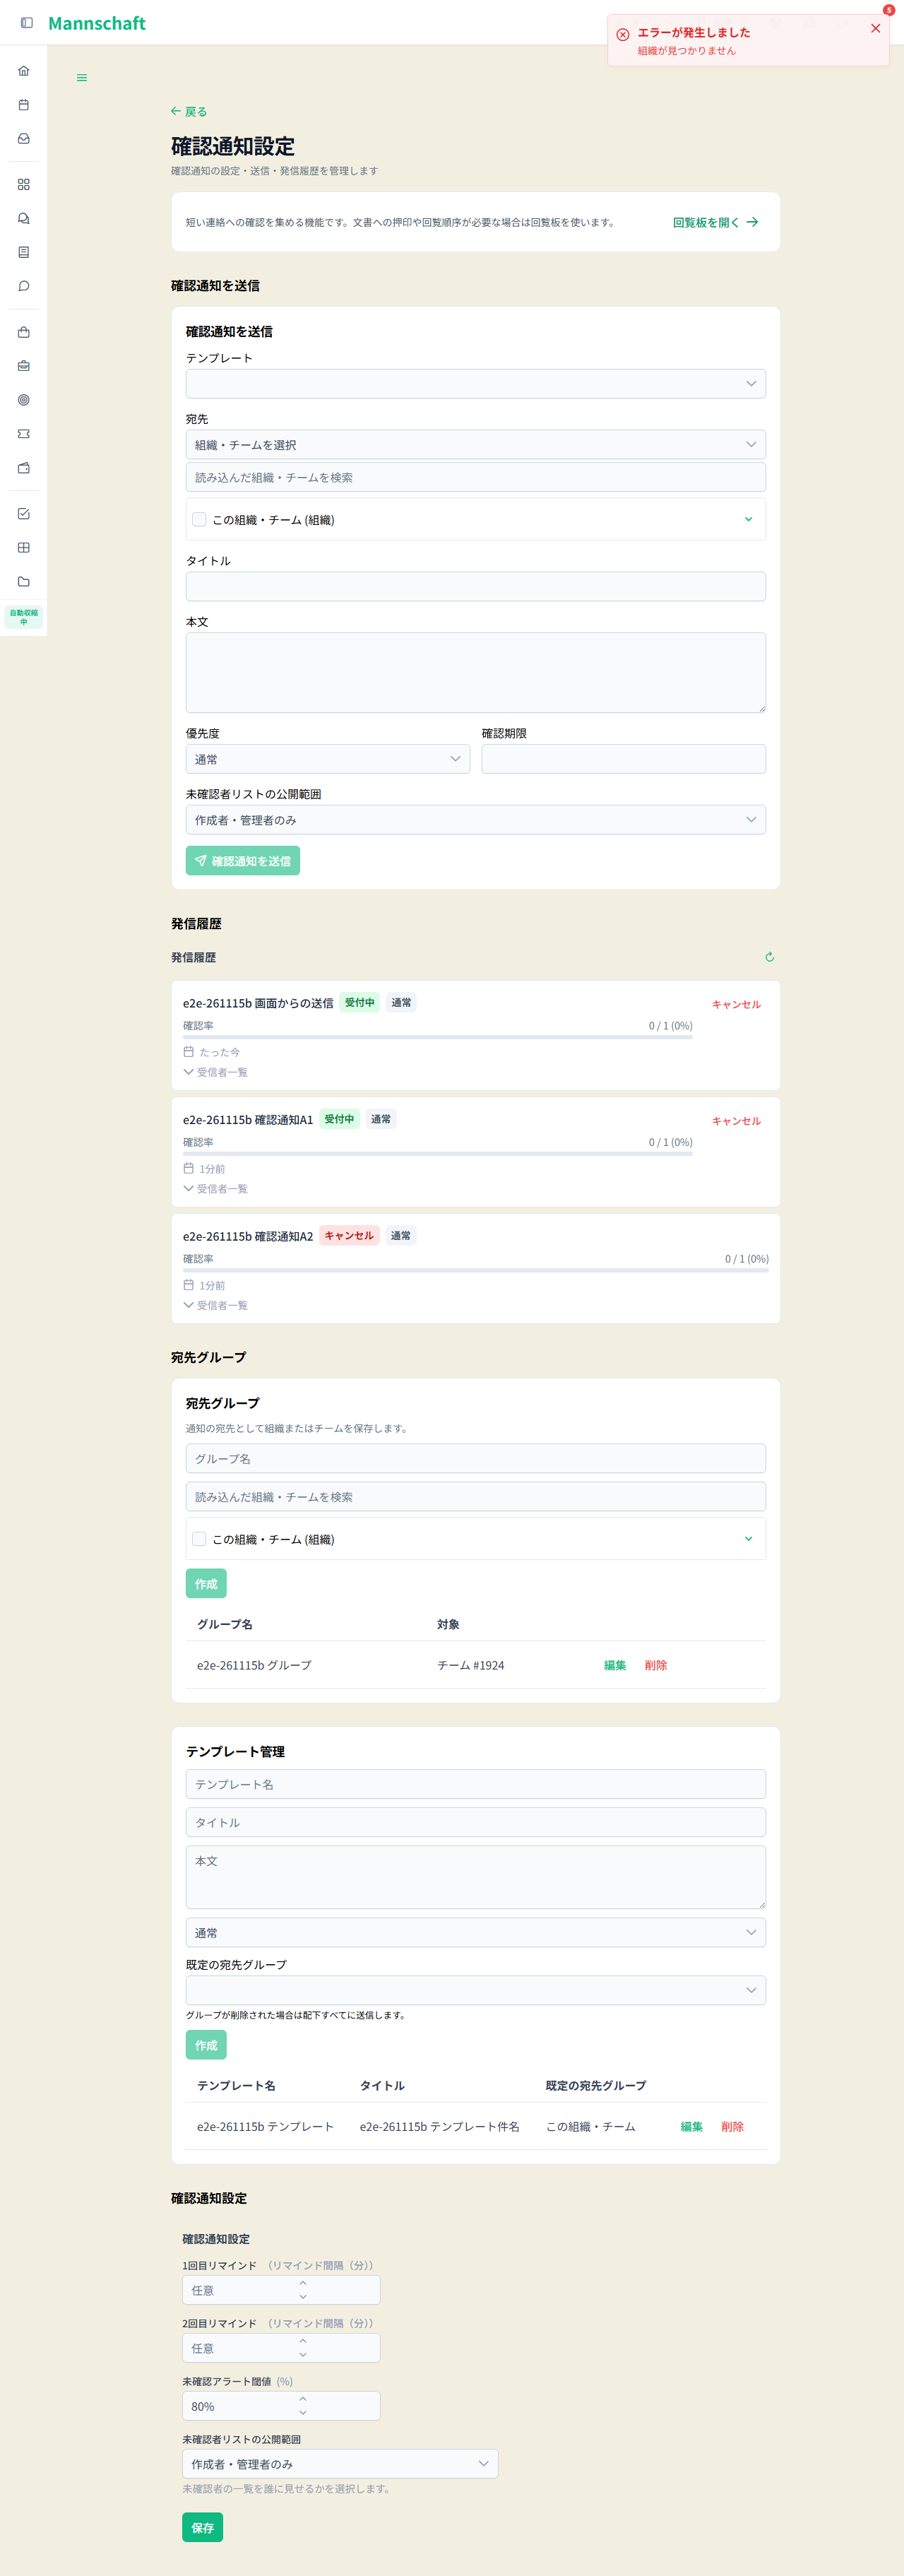 Mannschaft
5
エラーが発生しました
組織が見つかりません
戻る
確認通知設定
確認通知の設定・送信・発信履歴を管理します
短い連絡への確認を集める機能です。文書への押印や回覧順序が必要な場合は回覧板を使います。
回覧板を開く
確認通知を送信
確認通知を送信
テンプレート
宛先
組織・チームを選択
読み込んだ組織・チームを検索
この組織・チーム (組織)
タイトル
自動収縮
中
本文
優先度
確認期限
通常
未確認者リストの公開範囲
作成者・管理者のみ
確認通知を送信
発信履歴
発信履歴
e2e-261115b 画面からの送信 受付中 通常
キャンセル
確認率
0 / 1 (0%)
たった今
受信者一覧
e2e-261115b 確認通知A1 受付中 通常
キャンセル
確認率
0 / 1 (0%)
1分前
受信者一覧
e2e-261115b 確認通知A2 キャンセル 通常
確認率
0 / 1 (0%)
1分前
受信者一覧
宛先グループ
宛先グループ
通知の宛先として組織またはチームを保存します。
グループ名
読み込んだ組織・チームを検索
この組織・チーム (組織)
作成
グループ名 対象
e2e-261115b グループ チーム #1924 編集 削除
テンプレート管理
テンプレート名
タイトル
本文
通常
既定の宛先グループ
グループが削除された場合は配下すべてに送信します。
作成
テンプレート名 タイトル 既定の宛先グループ
e2e-261115b テンプレート e2e-261115b テンプレート件名 この組織・チーム 編集 削除
確認通知設定
確認通知設定
1回目リマインド （リマインド間隔（分））
任意
2回目リマインド （リマインド間隔（分））
任意
未確認アラート閾値 (%)
80%
未確認者リストの公開範囲
作成者・管理者のみ
未確認者の一覧を誰に見せるかを選択します。
保存